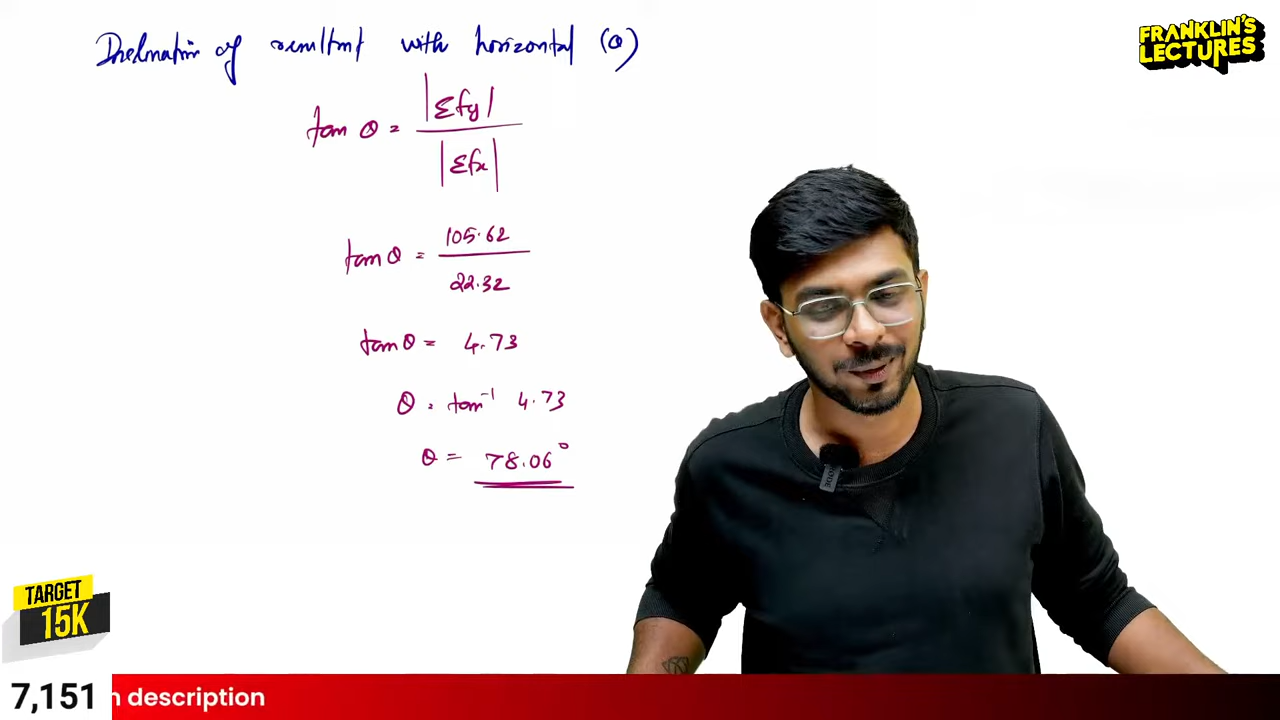 Inclination of resultant with horizontal (θ)
tan θ = |Σfy| / |Σfx|
tan θ = 105.62 / 22.32
tan θ = 4.73
θ = tan⁻¹ 4.73
θ = 78.06°
FRANKLIN'S
LECTURES
TARGET
15K
7,151
n description